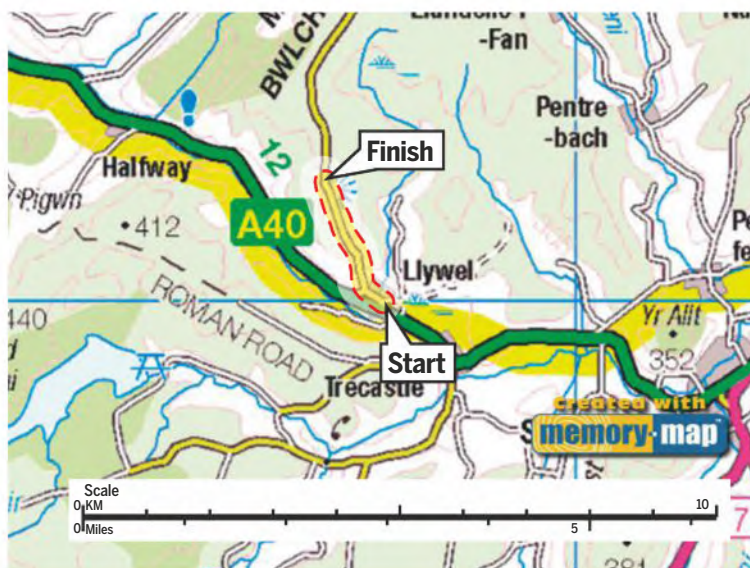 -Fan
BWLCH
Pentre
-bach
Finish
12
Halfway
Pigwn
412
A40
Llywel
ROMAN ROAD
440
Yr Allt
Start
352
Trecastle
created with
memory-map
Scale
0 KM 10
0 Miles 5